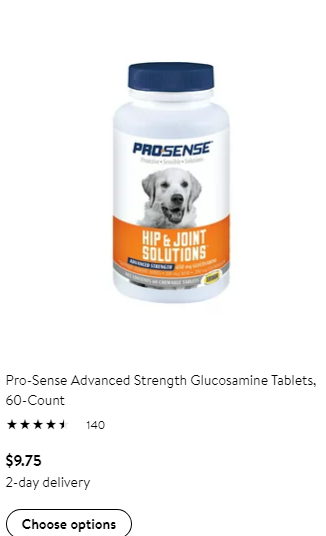 PROSENSE
HIP & JOINT
SOLUTIONS
ADVANCED STRENGTH
Pro-Sense Advanced Strength Glucosamine Tablets,
60-Count
140
$9.75
2-day delivery
Choose options